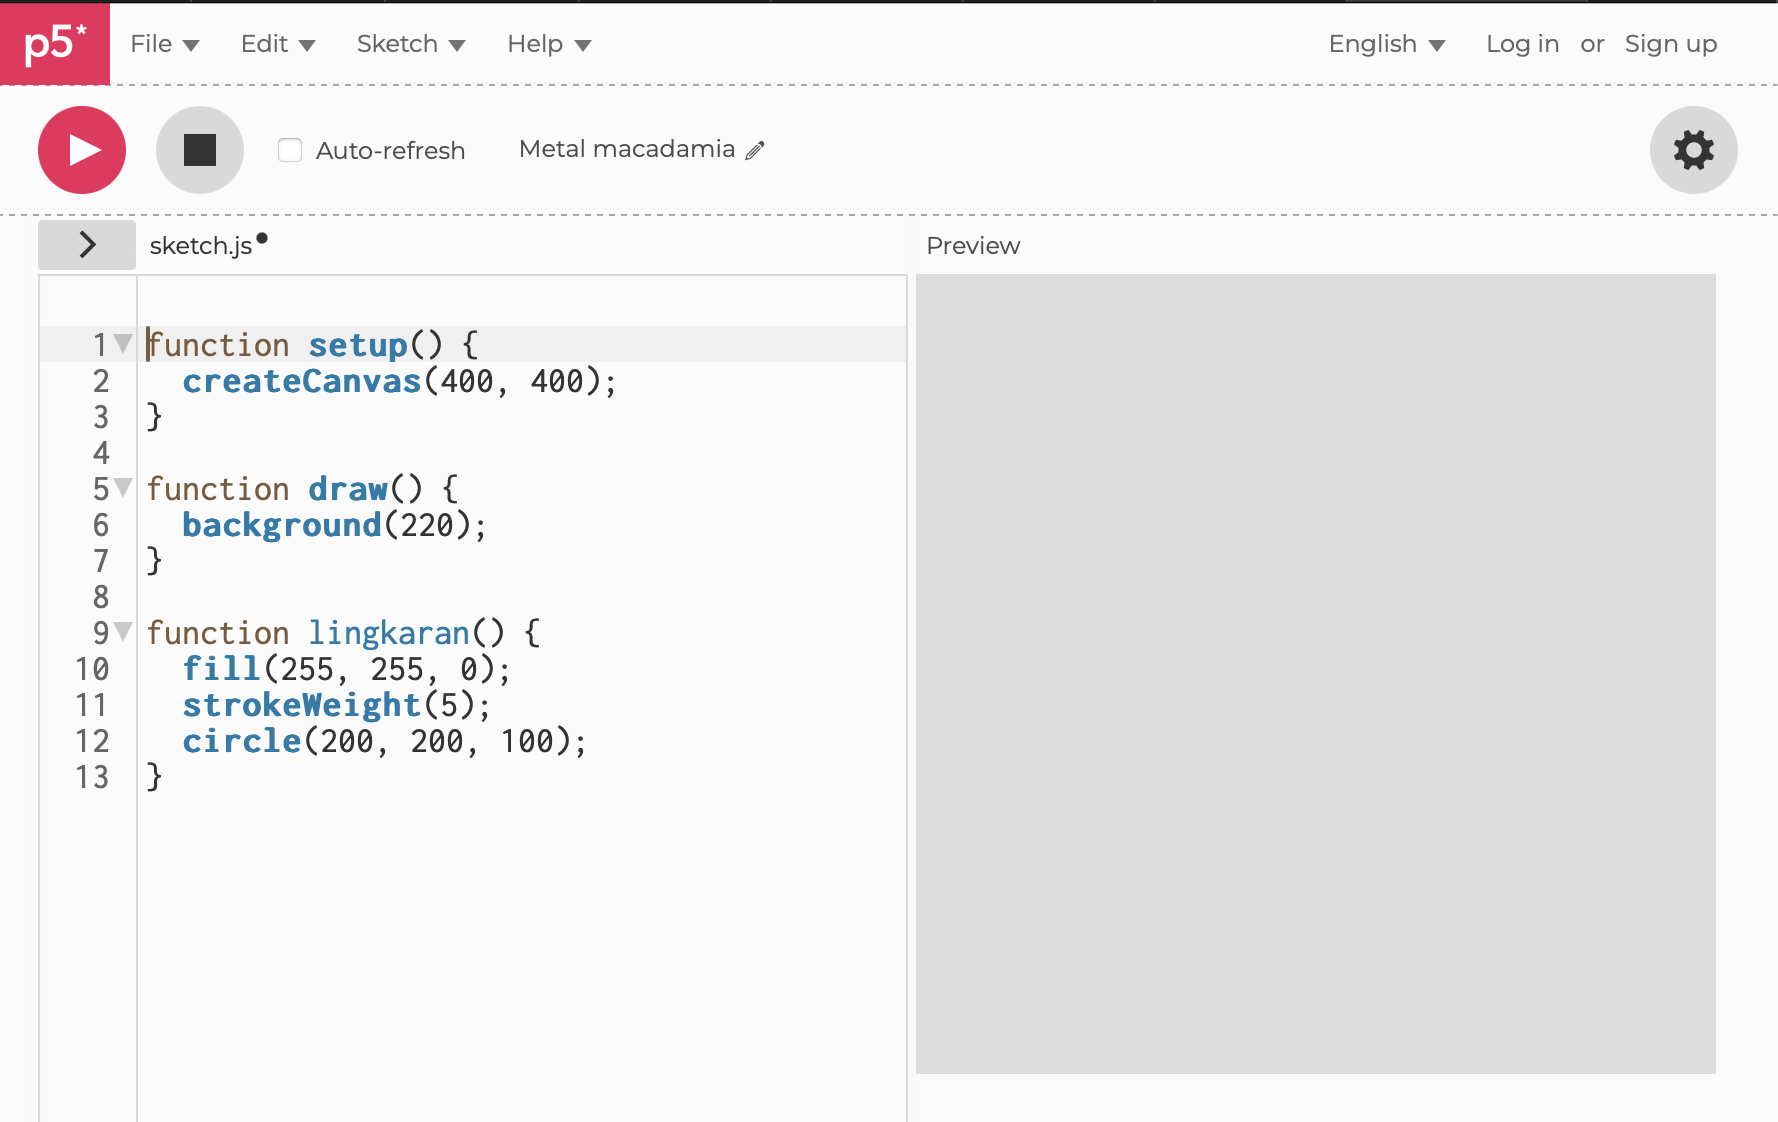 p5* File Edit Sketch Help English Log in or Sign up
Auto-refresh Metal macadamia
sketch.js Preview
1 function setup() {
2 createCanvas(400, 400);
3 }
4
5 function draw() {
6 background(220);
7 }
8
9 function lingkaran() {
10 fill(255, 255, 0);
11 strokeWeight(5);
12 circle(200, 200, 100);
13 }